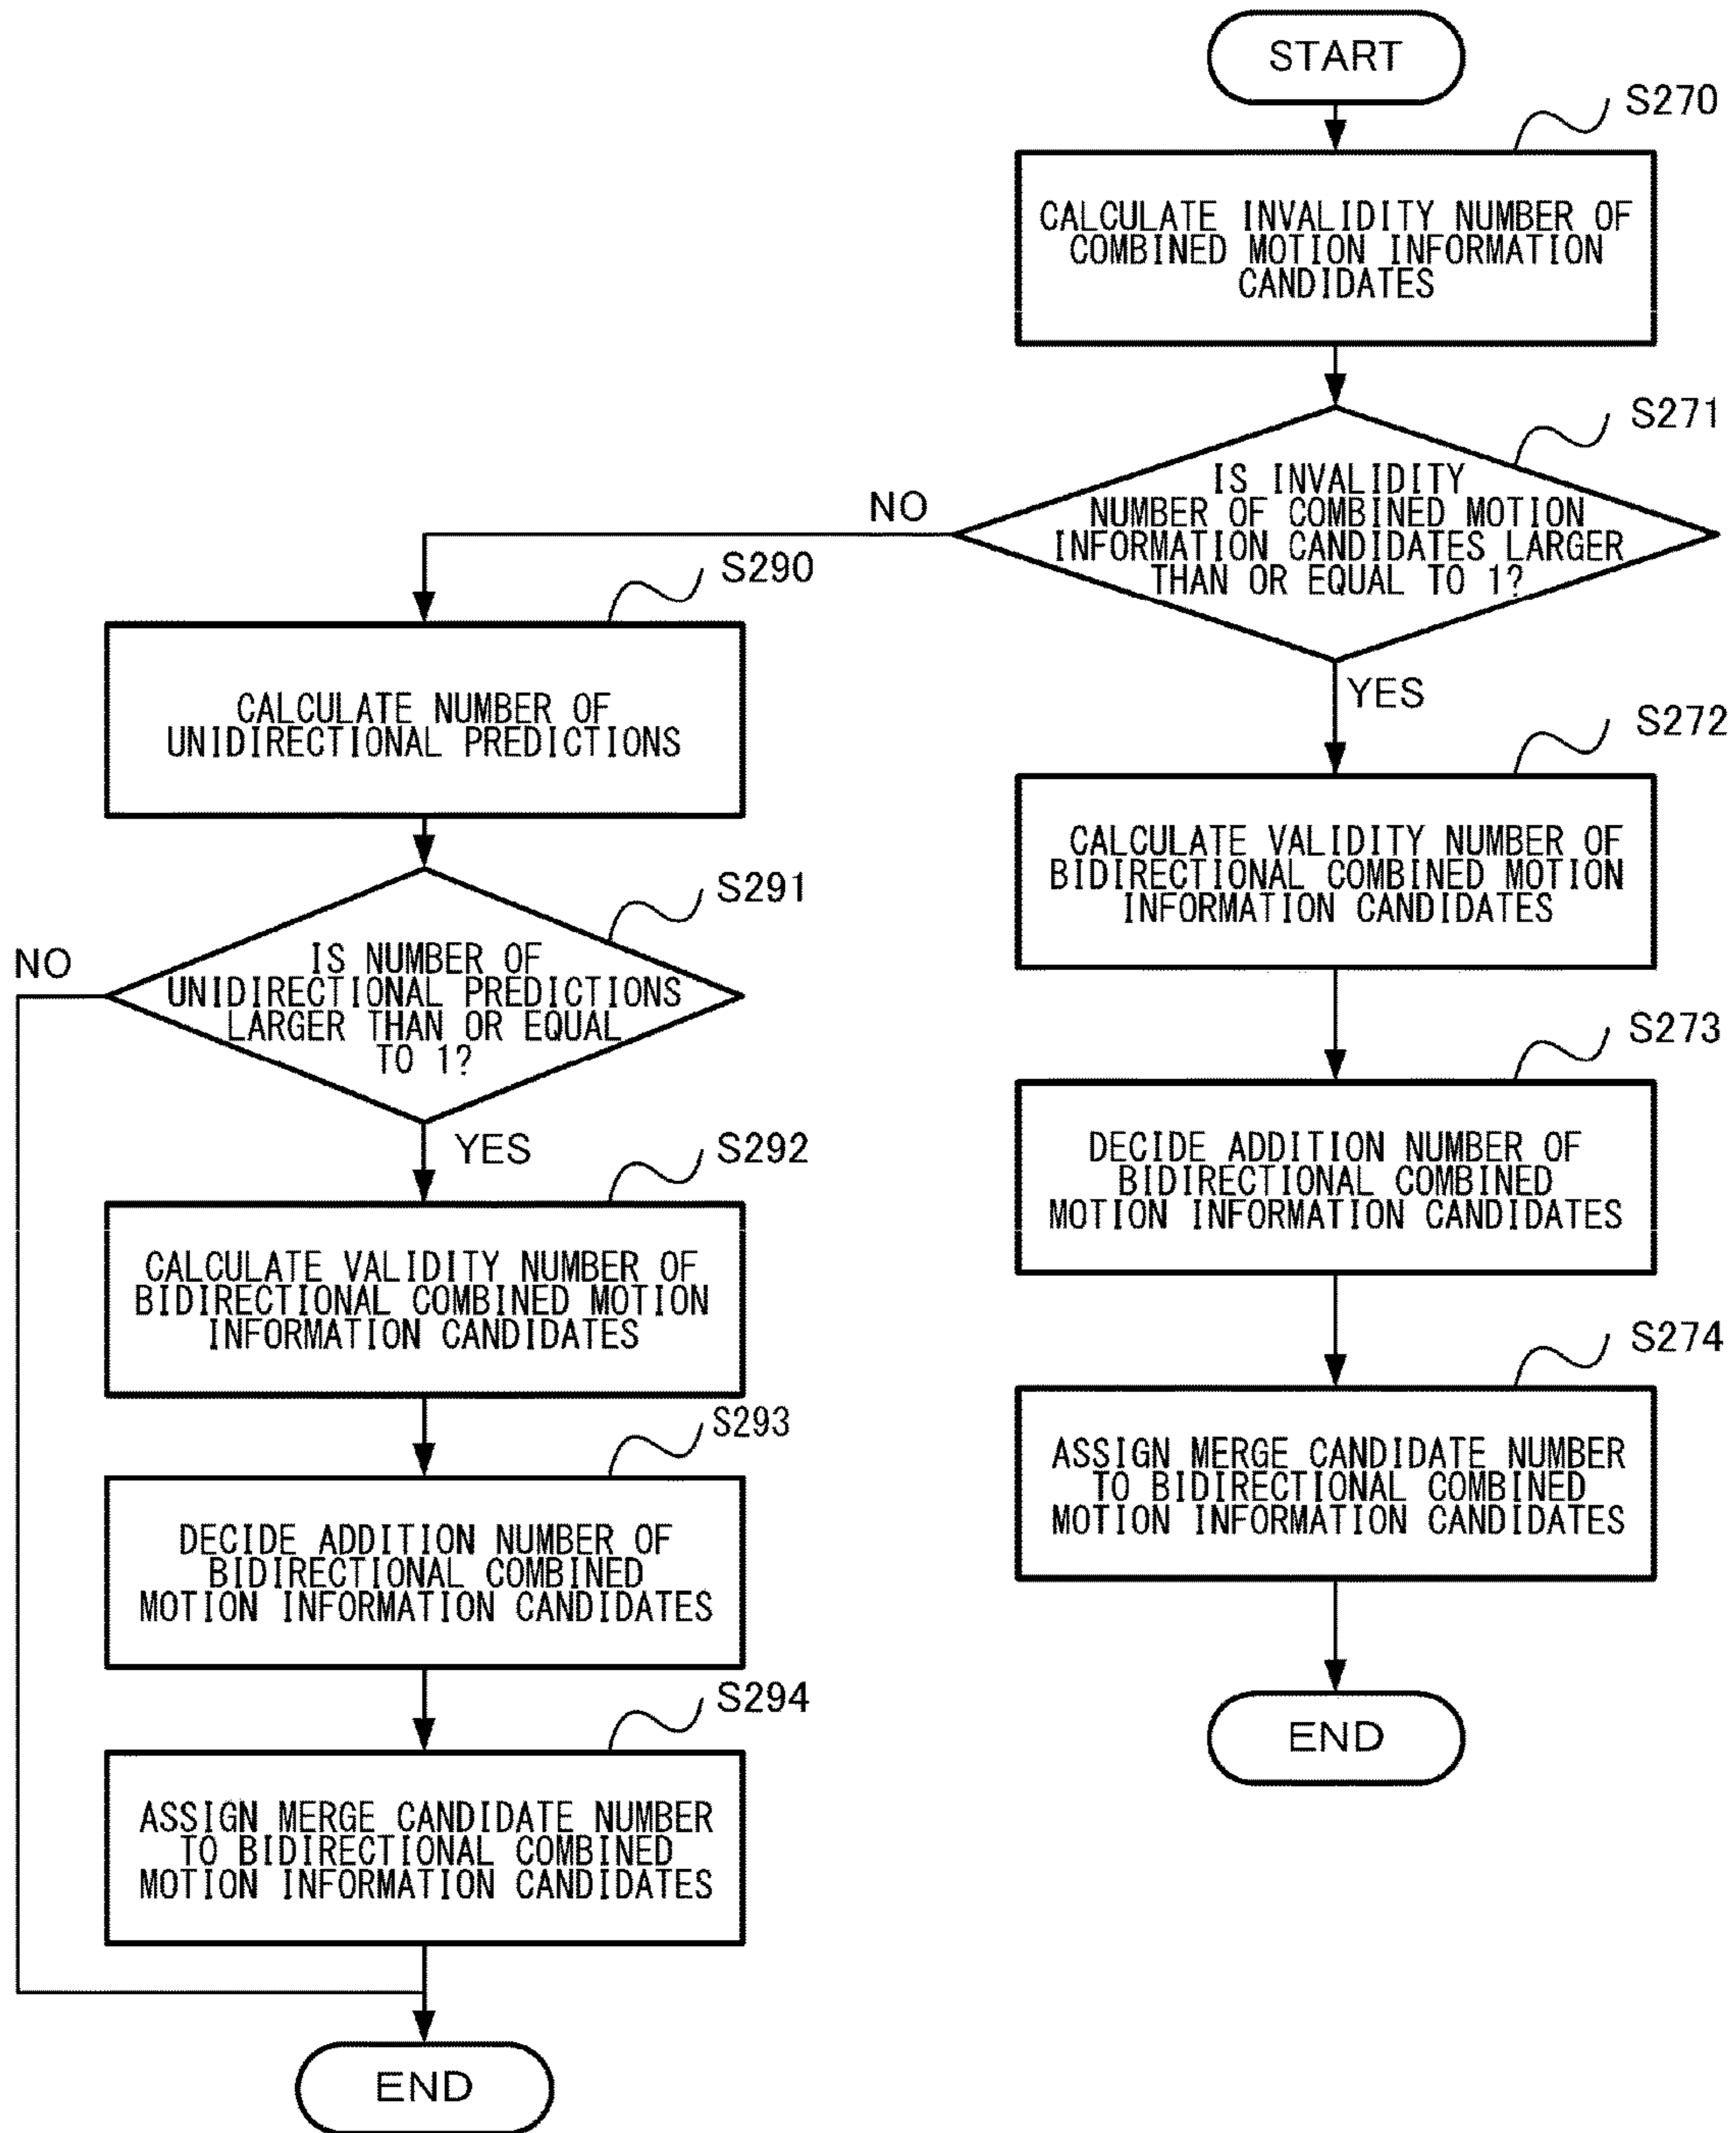 START
S270
CALCULATE INVALIDITY NUMBER OF
COMBINED MOTION INFORMATION
CANDIDATES
S271
IS INVALIDITY
NUMBER OF COMBINED MOTION
INFORMATION CANDIDATES LARGER
THAN OR EQUAL TO 1?
NO
YES
S272
CALCULATE VALIDITY NUMBER OF
BIDIRECTIONAL COMBINED MOTION
INFORMATION CANDIDATES
S273
DECIDE ADDITION NUMBER OF
BIDIRECTIONAL COMBINED
MOTION INFORMATION CANDIDATES
S274
ASSIGN MERGE CANDIDATE NUMBER
TO BIDIRECTIONAL COMBINED
MOTION INFORMATION CANDIDATES
END
S290
CALCULATE NUMBER OF
UNIDIRECTIONAL PREDICTIONS
S291
IS NUMBER OF
UNIDIRECTIONAL PREDICTIONS
LARGER THAN OR EQUAL
TO 1?
NO
YES
S292
CALCULATE VALIDITY NUMBER OF
BIDIRECTIONAL COMBINED MOTION
INFORMATION CANDIDATES
S293
DECIDE ADDITION NUMBER OF
BIDIRECTIONAL COMBINED
MOTION INFORMATION CANDIDATES
S294
ASSIGN MERGE CANDIDATE NUMBER
TO BIDIRECTIONAL COMBINED
MOTION INFORMATION CANDIDATES
END